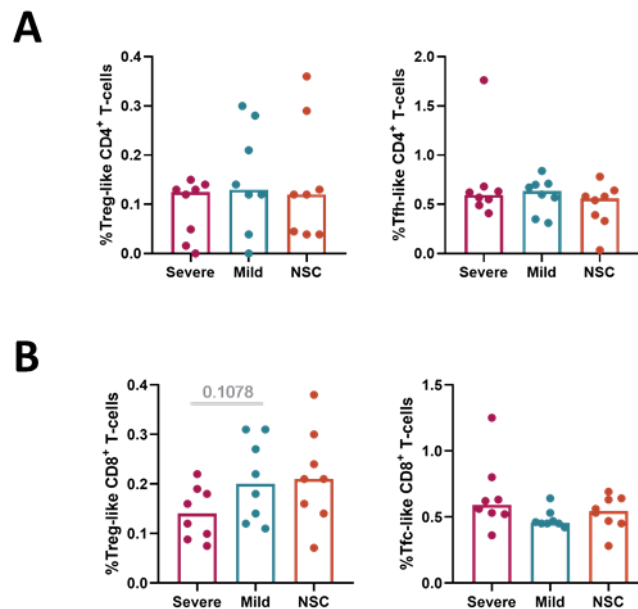 A
%Treg-like CD4⁺ T-cells
0.4
0.3
0.2
0.1
0.0
Severe Mild NSC
%Tfh-like CD4⁺ T-cells
2.0
1.5
1.0
0.5
0.0
Severe Mild NSC
B
%Treg-like CD8⁺ T-cells
0.4
0.3
0.2
0.1
0.0
0.1078
Severe Mild NSC
%Tfc-like CD8⁺ T-cells
1.5
1.0
0.5
0.0
Severe Mild NSC